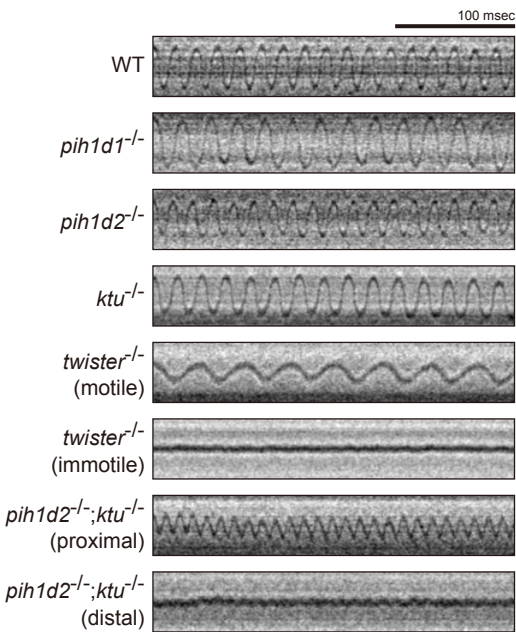 100 msec
WT
pih1d1-/-
pih1d2-/-
ktu-/-
twister-/-
(motile)
twister-/-
(immotile)
pih1d2-/-;ktu-/-
(proximal)
pih1d2-/-;ktu-/-
(distal)